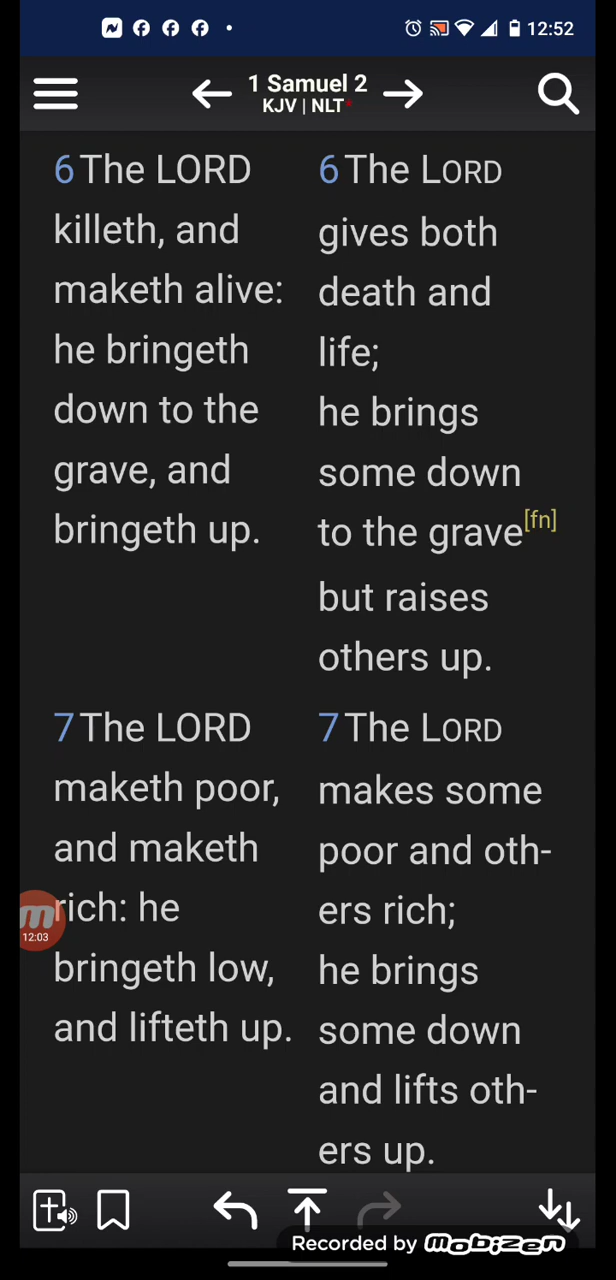 12:52
1 Samuel 2
KJV | NLT*
6 The LORD
killeth, and
maketh alive:
he bringeth
down to the
grave, and
bringeth up.
6 The LORD
gives both
death and
life;
he brings
some down
to the grave[fn]
but raises
others up.
7 The LORD
maketh poor,
and maketh
rich: he
bringeth low,
and lifteth up.
7 The LORD
makes some
poor and oth-
ers rich;
he brings
some down
and lifts oth-
ers up.
12:03
Recorded by mobizen